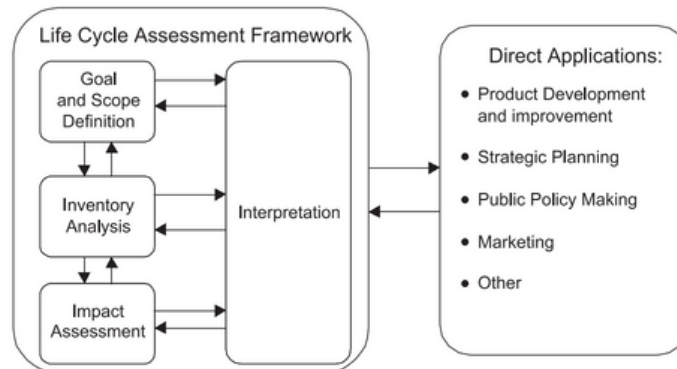 Life Cycle Assessment Framework
Goal
and Scope
Definition
Inventory
Analysis
Impact
Assessment
Interpretation
Direct Applications:
• Product Development
and improvement
• Strategic Planning
• Public Policy Making
• Marketing
• Other